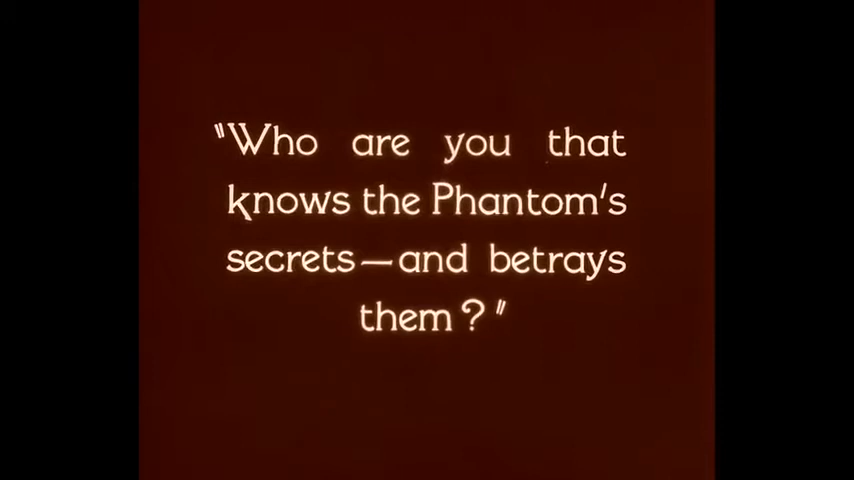 "Who are you that
knows the Phantom's
secrets—and betrays
them?"